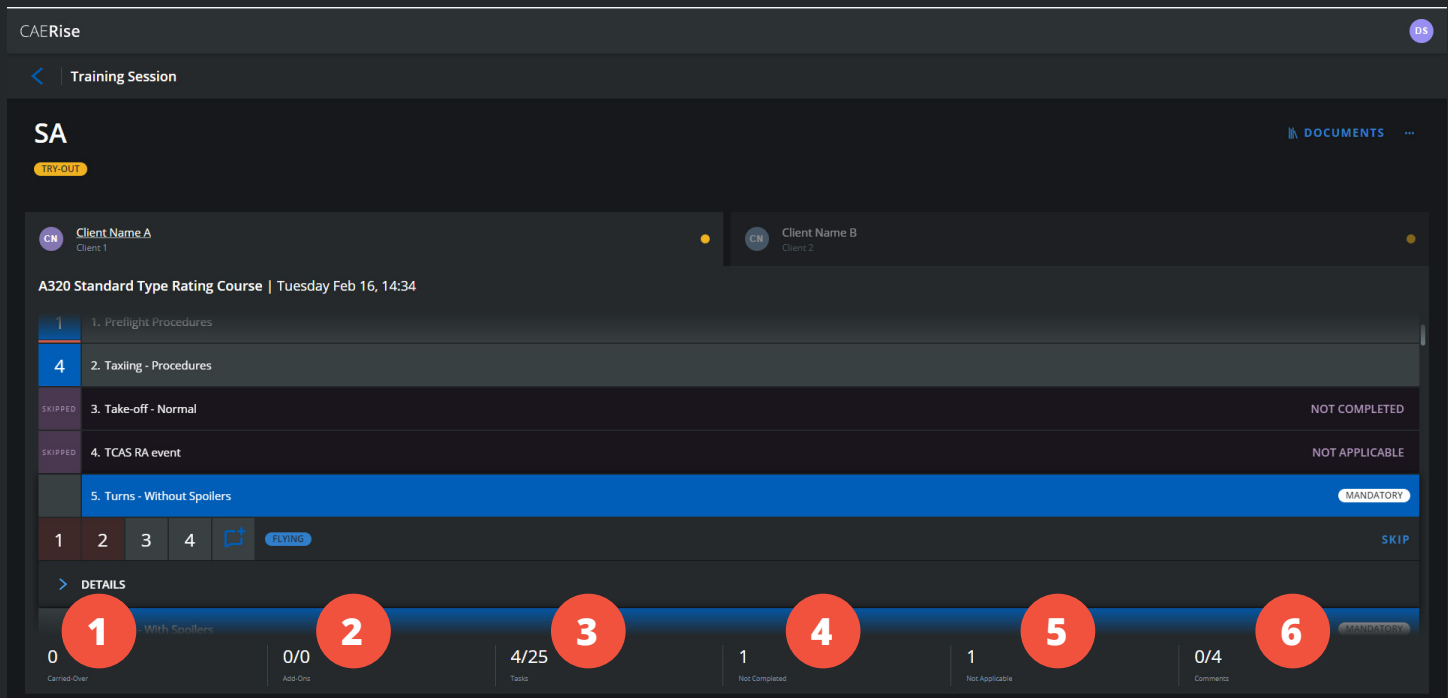 CAERise
DS
Training Session
SA
DOCUMENTS ...
TRY-OUT
CN Client Name A
Client 1
CN Client Name B
Client 2
A320 Standard Type Rating Course | Tuesday Feb 16, 14:34
1 1. Preflight Procedures
4 2. Taxiing - Procedures
SKIPPED 3. Take-off - Normal NOT COMPLETED
SKIPPED 4. TCAS RA event NOT APPLICABLE
5. Turns - Without Spoilers MANDATORY
1 2 3 4 FLYING SKIP
DETAILS
- With Spoilers MANDATORY
1 2 3 4 5 6
0 0/0 4/25 1 1 0/4
Carried-Over Add-Ons Tasks Not Completed Not Applicable Comments